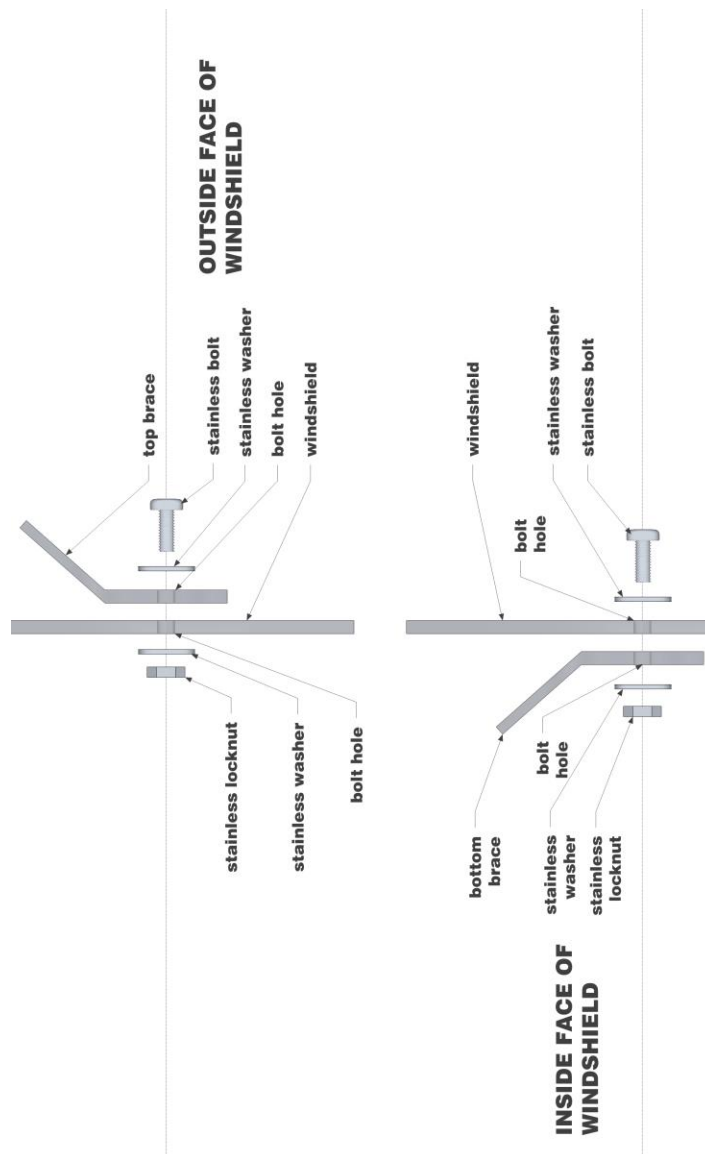 top brace
OUTSIDE FACE OF
WINDSHIELD
stainless bolt
stainless washer
bolt hole
windshield
stainless locknut
stainless washer
bolt hole
windshield
bolt
hole
stainless washer
stainless bolt
bottom
brace
bolt
hole
stainless
washer
stainless
locknut
INSIDE FACE OF
WINDSHIELD